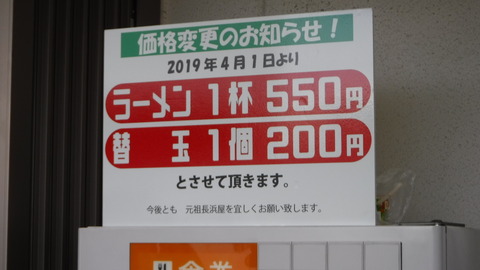 価格変更のお知らせ！
2019年4月1日より
ラーメン 1杯 550円
替 玉 1個 200円
とさせて頂きます。
今後とも 元祖長浜屋を宜しくお願い致します。